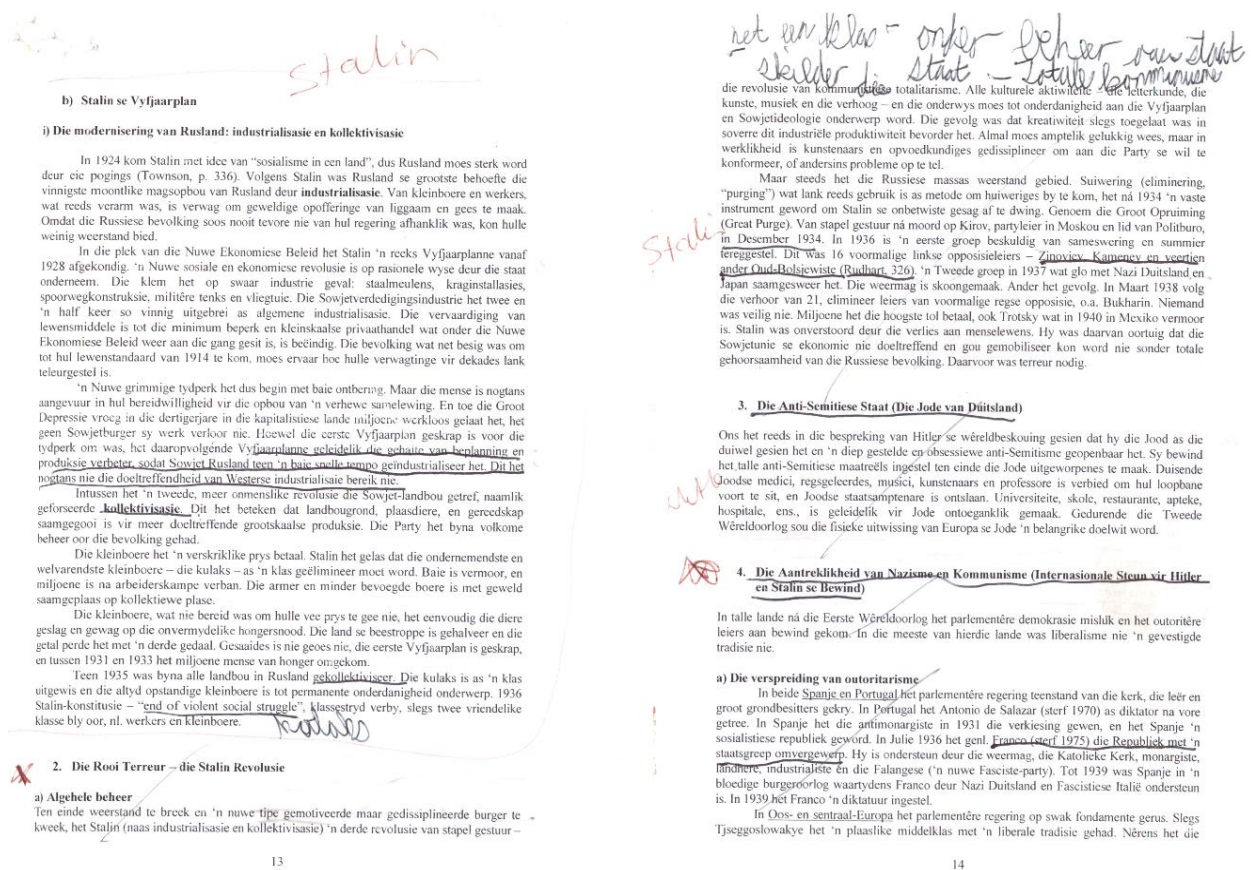 Stalin
b) Stalin se Vyfjaarplan
i) Die modernisering van Rusland: industrialisasie en kollektivisasie
In 1924 kom Stalin met idee van “sosialisme in een land”, dus Rusland moes sterk word
deur eie pogings (Townson, p. 336). Volgens Stalin was Rusland se grootste behoefte die
vinnigste moontlike magsopbou van Rusland deur industrialisasie. Van kleinboere en werkers,
wat reeds verarm was, is verwag om geweldige opofferinge van liggaam en gees te maak.
Omdat die Russiese bevolking soos nooit tevore nie van hul regering afhanklik was, kon hulle
weinig weerstand bied.
In die plek van die Nuwe Ekonomiese Beleid het Stalin ’n reeks Vyfjaarplanne vanaf
1928 afgekondig. ’n Nuwe sosiale en ekonomiese revolusie is op rasionele wyse deur die staat
onderneem. Die klem het op swaar industrie geval: staalmeulens, kraginstallasies,
spoorwegkonstruksie, militêre tenks en vliegtuie. Die Sowjetverdedigingsindustrie het twee en
’n half keer so vinnig uitgebrei as algemene industrialisasie. Die vervaardiging van
lewensmiddele is tot die minimum beperk en kleinskaalse privaathandel wat onder die Nuwe
Ekonomiese Beleid weer aan die gang gesit is, is beëindig. Die bevolking wat net besig was om
tot hul lewenstandaard van 1914 te kom, moes ervaar hoe hulle verwagtinge vir dekades lank
teleurgestel is.
’n Nuwe grimmige tydperk het dus begin met baie ontbering. Maar die mense is nogtans
aangevuur in hul bereidwilligheid vir die opbou van ’n verhewe samelewing. En toe die Groot
Depressie vroeg in die dertigerjare in die kapitalistiese lande miljoene werkloos gelaat het, het
geen Sowjetburger sy werk verloor nie. Hoewel die eerste Vyfjaarplan geskrap is voor die
tydperk om was, het daaropvolgende Vyfjaarplanne geleidelik die gehalte van beplanning en
produksie verbeter, sodat Sowjet Rusland teen ’n baie snelle tempo geïndustrialiseer het. Dit het
nogtans nie die doeltreffendheid van Westerse industrialisaie bereik nie.
Intussen het ’n tweede, meer onmenslike revolusie die Sowjet-landbou getref, naamlik
geforseerde kollektivisasie. Dit het beteken dat landbougrond, plaasdiere, en gereedskap
saamgegooi is vir meer doeltreffende grootskaalse produksie. Die Party het byna volkome
beheer oor die bevolking gehad.
Die kleinboere het ’n verskriklike prys betaal. Stalin het gelas dat die ondernemendste en
welvarendste kleinboere – die kulaks – as ’n klas geëlimineer moet word. Baie is vermoor, en
miljoene is na arbeiderskampe verban. Die armer en minder bevoegde boere is met geweld
saamgeplaas op kollektiewe plase.
Die kleinboere, wat nie bereid was om hulle vee prys te gee nie, het eenvoudig die diere
geslag en gewag op die onvermydelike hongersnood. Die land se beestroppe is gehalveer en die
getal perde het met ’n derde gedaal. Gesaaides is nie geoes nie, die eerste Vyfjaarplan is geskrap,
en tussen 1931 en 1933 het miljoene mense van honger omgekom.
Teen 1935 was byna alle landbou in Rusland gekollektiviseer. Die kulaks is as ’n klas
uitgewis en die altyd opstandige kleinboere is tot permanente onderdanigheid onderwerp. 1936
Stalin-konstitusie – “end of violent social struggle”, klassestryd verby, slegs twee vriendelike
klasse bly oor, nl. werkers en kleinboere.
2. Die Rooi Terreur – die Stalin Revolusie
a) Algehele beheer
Ten einde weerstand te breek en ’n nuwe tipe gemotiveerde maar gedissiplineerde burger te
kweek, het Stalin (naas industrialisasie en kollektivisasie) ’n derde revolusie van stapel gestuur –
13
net een klas – onder beheer van staat
skilder die staat – Totale kommunisme
die revolusie van kommunistiese totalitarisme. Alle kulturele aktiwiteite – die letterkunde, die
kunste, musiek en die verhoog – en die onderwys moes tot onderdanigheid aan die Vyfjaarplan
en Sowjetideologie onderwerp word. Die gevolg was dat kreatiwiteit slegs toegelaat was in
soverre dit industriële produktiwiteit bevorder het. Almal moes amptelik gelukkig wees, maar in
werklikheid is kunstenaars en opvoedkundiges gedissiplineer om aan die Party se wil te
konformeer, of andersins probleme op te tel.
Maar steeds het die Russiese massas weerstand gebied. Suiwering (eliminering,
“purging”) wat lank reeds gebruik is as metode om huiweriges by te kom, het ná 1934 ’n vaste
instrument geword om Stalin se onbetwiste gesag af te dwing. Genoem die Groot Opruiming
(Great Purge). Van stapel gestuur ná moord op Kirov, partyleier in Moskou en lid van Politburo,
Stalin
in Desember 1934. In 1936 is ’n eerste groep beskuldig van sameswering en summier
tereggestel. Dit was 16 voormalige linkse opposisieleiers – Zinoviev, Kamenev en veertien
ander Oud-Bolsjewiste (Rudhart, 326). ’n Tweede groep in 1937 wat glo met Nazi Duitsland en
Japan saamgesweer het. Die weermag is skoongemaak. Ander het gevolg. In Maart 1938 volg
die verhoor van 21, elimineer leiers van voormalige regse opposisie, o.a. Bukharin. Niemand
was veilig nie. Miljoene het die hoogste tol betaal, ook Trotsky wat in 1940 in Mexiko vermoor
is. Stalin was onverstoord deur die verlies aan menselewens. Hy was daarvan oortuig dat die
Sowjetunie se ekonomie nie doeltreffend en gou gemobiliseer kon word nie sonder totale
gehoorsaamheid van die Russiese bevolking. Daarvoor was terreur nodig.
3. Die Anti-Semitiese Staat (Die Jode van Duitsland)
Ons het reeds in die bespreking van Hitler se wêreldbeskouing gesien dat hy die Jood as die
duiwel gesien het en ’n diep gestelde en obsessiewe anti-Semitisme geopenbaar het. Sy bewind
het talle anti-Semitiese maatreëls ingestel ten einde die Jode uitgeworpenes te maak. Duisende
Joodse medici, regsgeleerdes, musici, kunstenaars en professore is verbied om hul loopbane
voort te sit, en Joodse staatsamptenare is ontslaan. Universiteite, skole, restaurante, apteke,
hospitale, ens., is geleidelik vir Jode ontoeganklik gemaak. Gedurende die Tweede
Wêreldoorlog sou die fisieke uitwissing van Europa se Jode ’n belangrike doelwit word.
4. Die Aantreklikheid van Nazisme en Kommunisme (Internasionale Steun vir Hitler
en Stalin se Bewind)
In talle lande ná die Eerste Wêreldoorlog het parlementêre demokrasie misluk en het outoritêre
leiers aan bewind gekom. In die meeste van hierdie lande was liberalisme nie ’n gevestigde
tradisie nie.
a) Die verspreiding van outoritarisme
In beide Spanje en Portugal het parlementêre regering teenstand van die kerk, die leër en
groot grondbesitters gekry. In Portugal het Antonio de Salazar (sterf 1970) as diktator na vore
getree. In Spanje het die antimonargiste in 1931 die verkiesing gewen, en het Spanje ’n
sosialistiese republiek geword. In Julie 1936 het genl. Franco (sterf 1975) die Republiek met ’n
staatsgreep omvergewerp. Hy is ondersteun deur die weermag, die Katolieke Kerk, monargiste,
landhere, industrialiste en die Falangese (’n nuwe Fasciste-party). Tot 1939 was Spanje in ’n
bloedige burgeroorlog waartydens Franco deur Nazi Duitsland en Fascistiese Italië ondersteun
is. In 1939 het Franco ’n diktatuur ingestel.
In Oos- en sentraal-Europa het parlementêre regering op swak fondamente gerus. Slegs
Tjseggoslowakye het ’n plaaslike middelklas met ’n liberale tradisie gehad. Nêrens het die
14